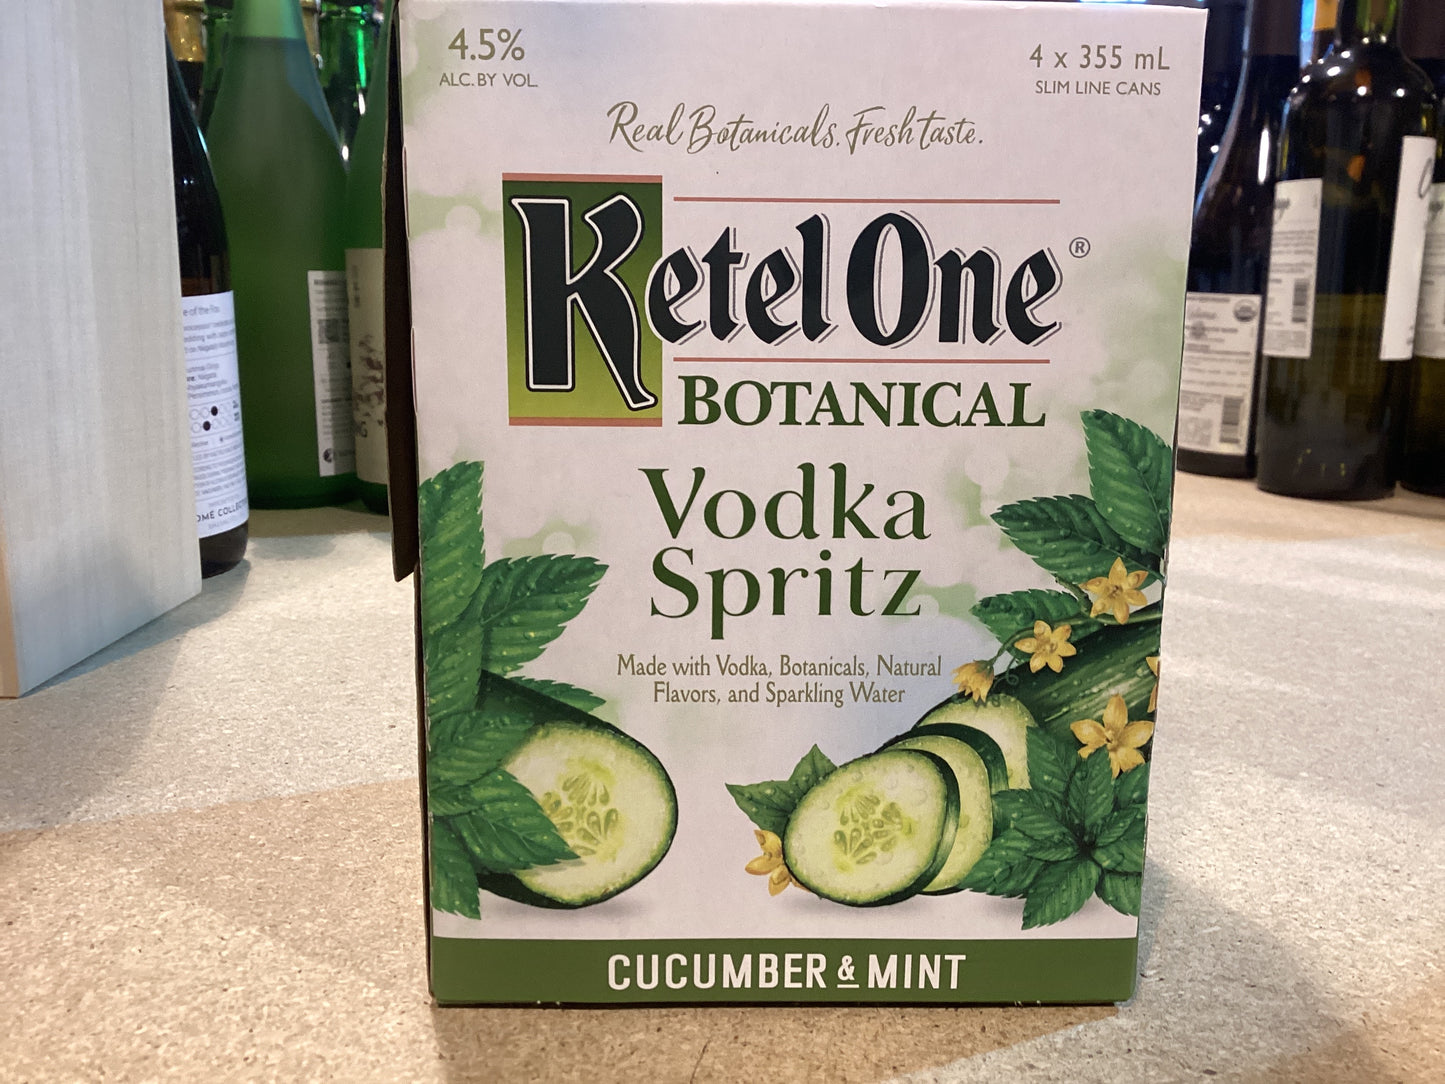 4.5%
ALC. BY VOL.
4 x 355 mL
SLIM LINE CANS
Real Botanicals. Fresh taste.
Ketel One®
BOTANICAL
Vodka
Spritz
Made with Vodka, Botanicals, Natural
Flavors, and Sparkling Water
CUCUMBER & MINT